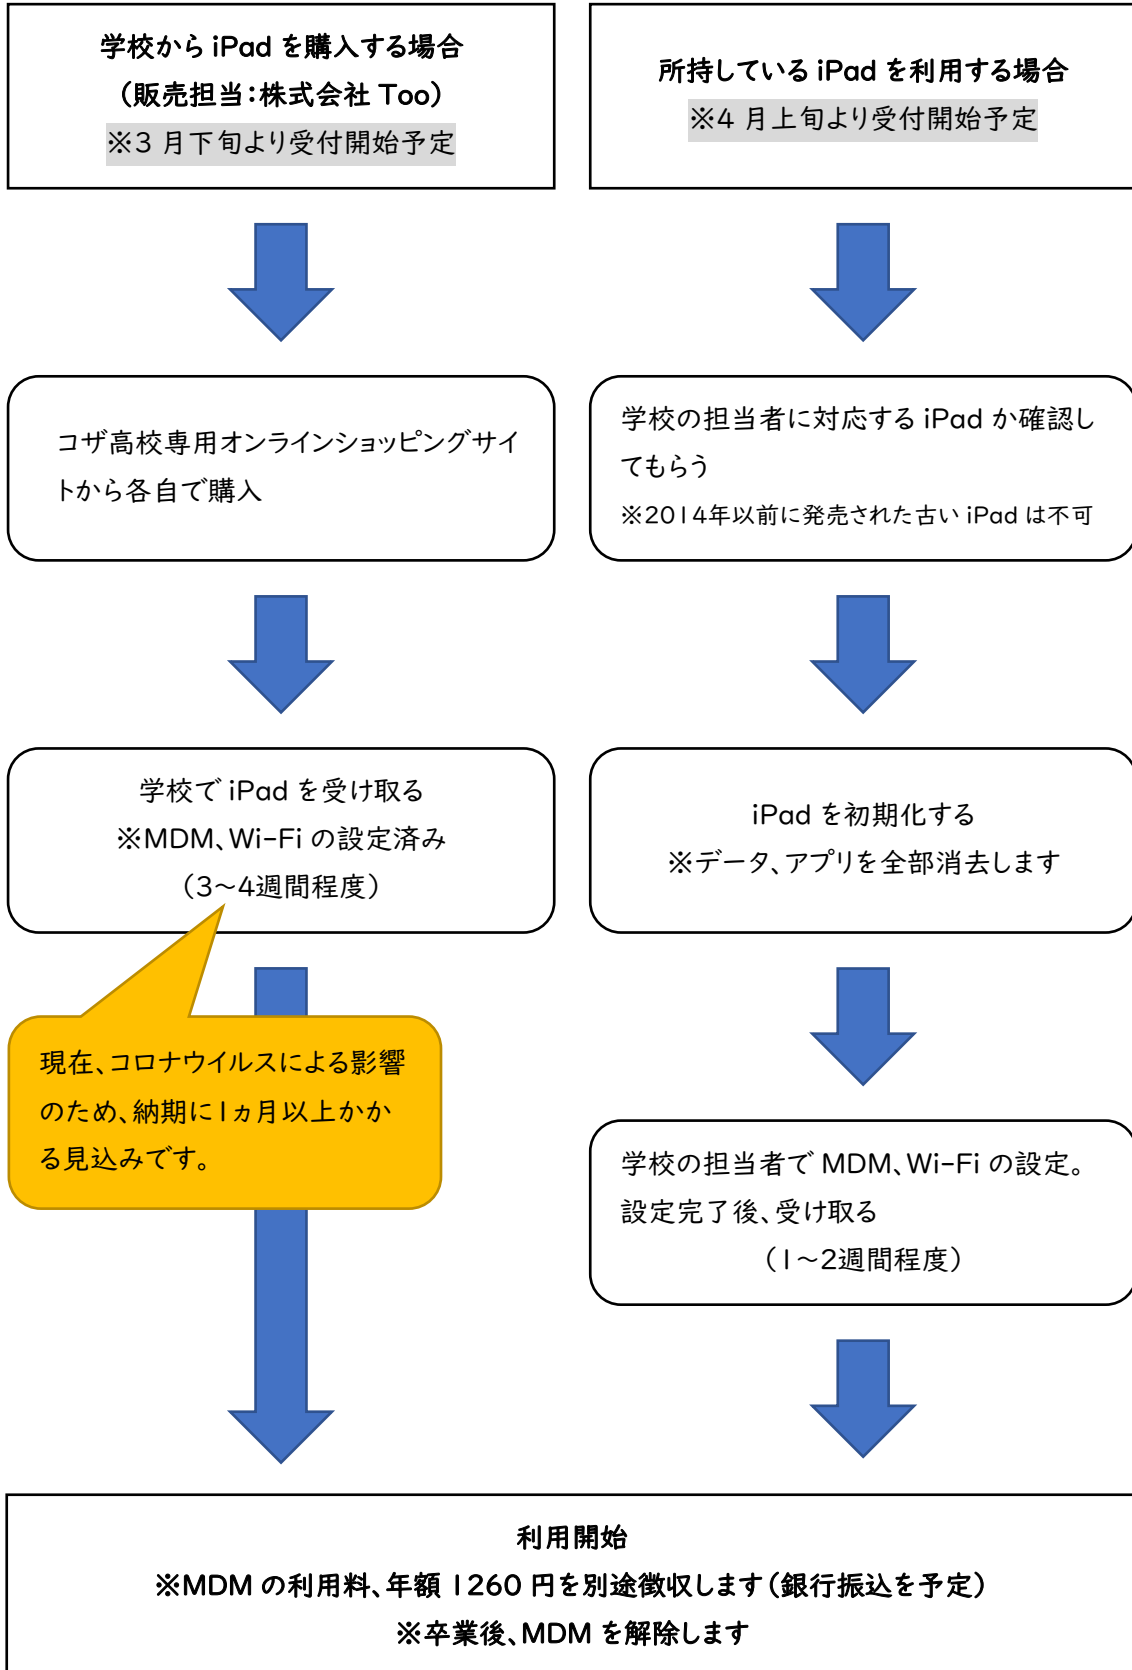 学校から iPad を購入する場合
（販売担当：株式会社 Too）
※3 月下旬より受付開始予定
コザ高校専用オンラインショッピングサイ
トから各自で購入
学校で iPad を受け取る
※MDM、Wi-Fi の設定済み
（3～4週間程度）
現在、コロナウイルスによる影響
のため、納期に1ヵ月以上かか
る見込みです。
所持している iPad を利用する場合
※4 月上旬より受付開始予定
学校の担当者に対応する iPad か確認し
てもらう
※2014年以前に発売された古い iPad は不可
iPad を初期化する
※データ、アプリを全部消去します
学校の担当者で MDM、Wi-Fi の設定。
設定完了後、受け取る
（1～2週間程度）
利用開始
※MDM の利用料、年額 1260 円を別途徴収します（銀行振込を予定）
※卒業後、MDM を解除します